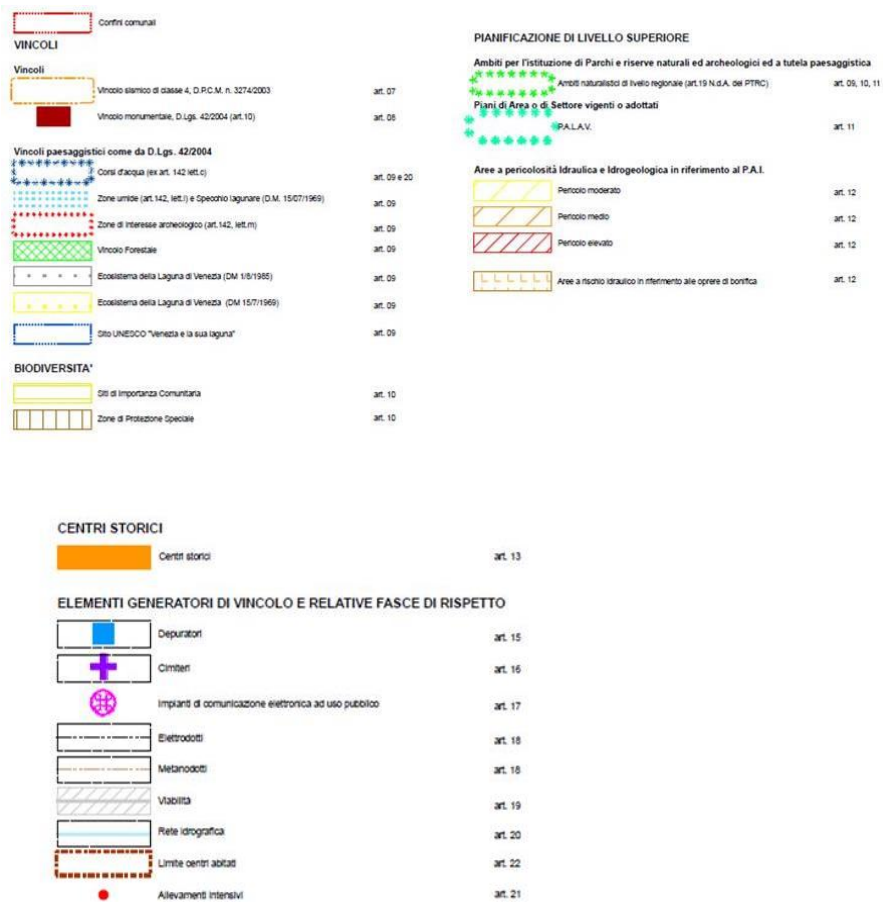 Confini comunali
VINCOLI
Vincoli
Vincolo sismico di classe 4, O.P.C.M. n. 3274/2003 art. 07
Vincolo monumentale, D.Lgs. 42/2004 (art.10) art. 08
Vincoli paesaggistici come da D.Lgs. 42/2004
Corsi d'acqua (ex art. 142 lett.c) art. 09 e 20
Zone umide (art.142, lett.i) e Specchio lagunare (D.M. 15/07/1969) art. 09
Zone di interesse archeologico (art.142, lett.m) art. 09
Vincolo Forestale art. 09
Ecosistema della Laguna di Venezia (DM 1/8/1985) art. 09
Ecosistema della Laguna di Venezia (DM 15/7/1969) art. 09
Sito UNESCO "Venezia e la sua laguna" art. 09
BIODIVERSITA'
Siti di Importanza Comunitaria art. 10
Zone di Protezione Speciale art. 10
PIANIFICAZIONE DI LIVELLO SUPERIORE
Ambiti per l'istituzione di Parchi e riserve naturali ed archeologici ed a tutela paesaggistica
Ambiti naturalistici di livello regionale (art.19 N.d.A. del PTRC) art. 09, 10, 11
Piani di Area o di Settore vigenti o adottati
P.A.L.A.V. art. 11
Aree a pericolosità Idraulica e Idrogeologica in riferimento al P.A.I.
Pericolo moderato art. 12
Pericolo medio art. 12
Pericolo elevato art. 12
Aree a rischio idraulico in riferimento alle oprere di bonifica art. 12
CENTRI STORICI
Centri storici art. 13
ELEMENTI GENERATORI DI VINCOLO E RELATIVE FASCE DI RISPETTO
Depuratori art. 15
Cimiteri art. 16
Impianti di comunicazione elettronica ad uso pubblico art. 17
Elettrodotti art. 18
Metanodotti art. 18
Viabilità art. 19
Rete idrografica art. 20
Limite centri abitati art. 22
Allevamenti intensivi art. 21